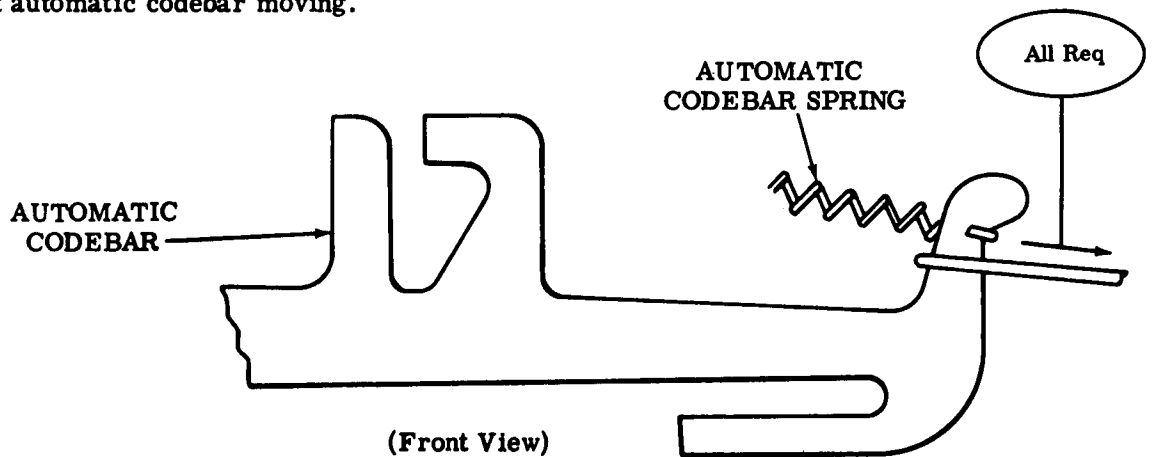 automatic codebar moving.
All Req
AUTOMATIC
CODEBAR SPRING
AUTOMATIC
CODEBAR
(Front View)